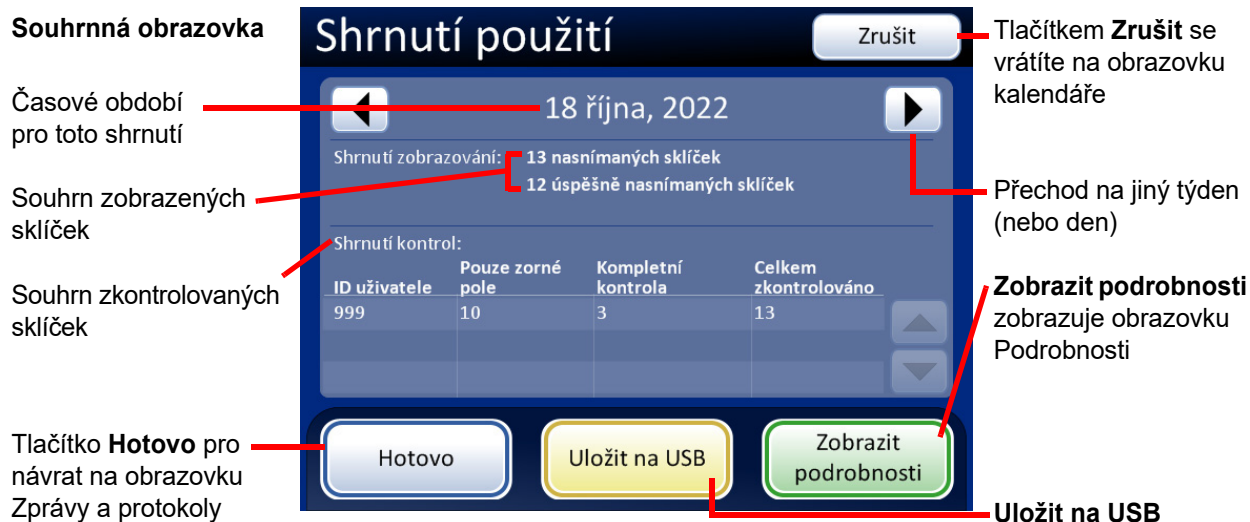 Souhrnná obrazovka
Časové období
pro toto shrnutí
Souhrn zobrazených
sklíček
Souhrn zkontrolovaných
sklíček
Tlačítko Hotovo pro
návrat na obrazovku
Zprávy a protokoly
Shrnutí použití
Zrušit
18 října, 2022
Shrnutí zobrazování: 13 nasnímaných sklíček
12 úspěšně nasnímaných sklíček
Shrnutí kontrol:
ID uživatele Pouze zorné pole Kompletní kontrola Celkem zkontrolováno
999 10 3 13
Hotovo
Uložit na USB
Zobrazit
podrobnosti
Tlačítkem Zrušit se
vrátíte na obrazovku
kalendáře
Přechod na jiný týden
(nebo den)
Zobrazit podrobnosti
zobrazuje obrazovku
Podrobnosti
Uložit na USB